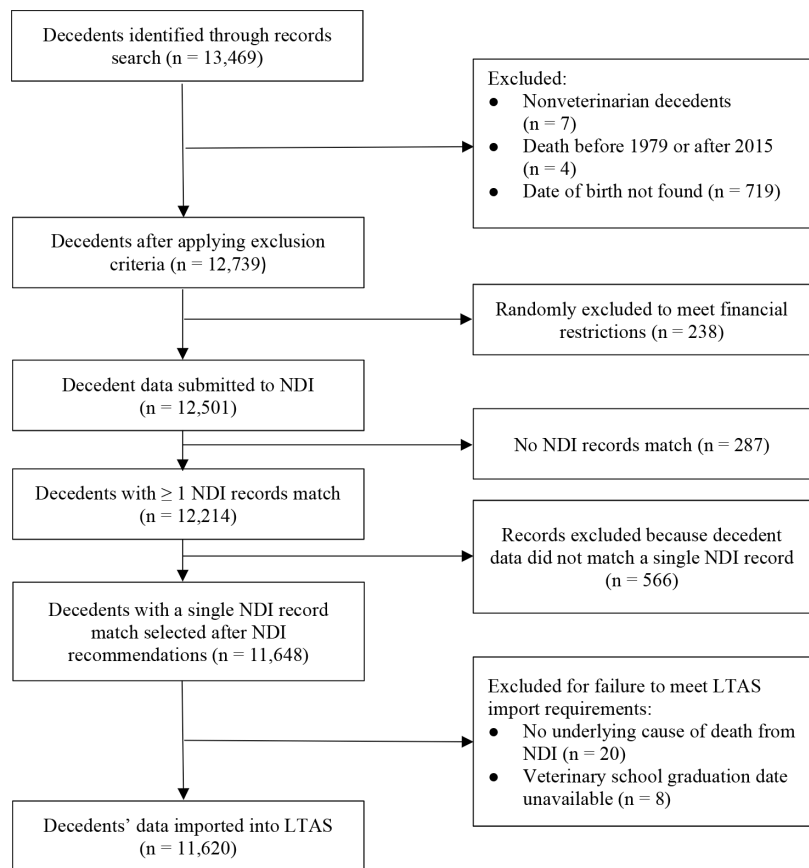 Decedents identified through records
search (n = 13,469)
Excluded:
● Nonveterinarian decedents
(n = 7)
● Death before 1979 or after 2015
(n = 4)
● Date of birth not found (n = 719)
Decedents after applying exclusion
criteria (n = 12,739)
Randomly excluded to meet financial
restrictions (n = 238)
Decedent data submitted to NDI
(n = 12,501)
No NDI records match (n = 287)
Decedents with ≥ 1 NDI records match
(n = 12,214)
Records excluded because decedent
data did not match a single NDI record
(n = 566)
Decedents with a single NDI record
match selected after NDI
recommendations (n = 11,648)
Excluded for failure to meet LTAS
import requirements:
● No underlying cause of death from
NDI (n = 20)
● Veterinary school graduation date
unavailable (n = 8)
Decedents’ data imported into LTAS
(n = 11,620)